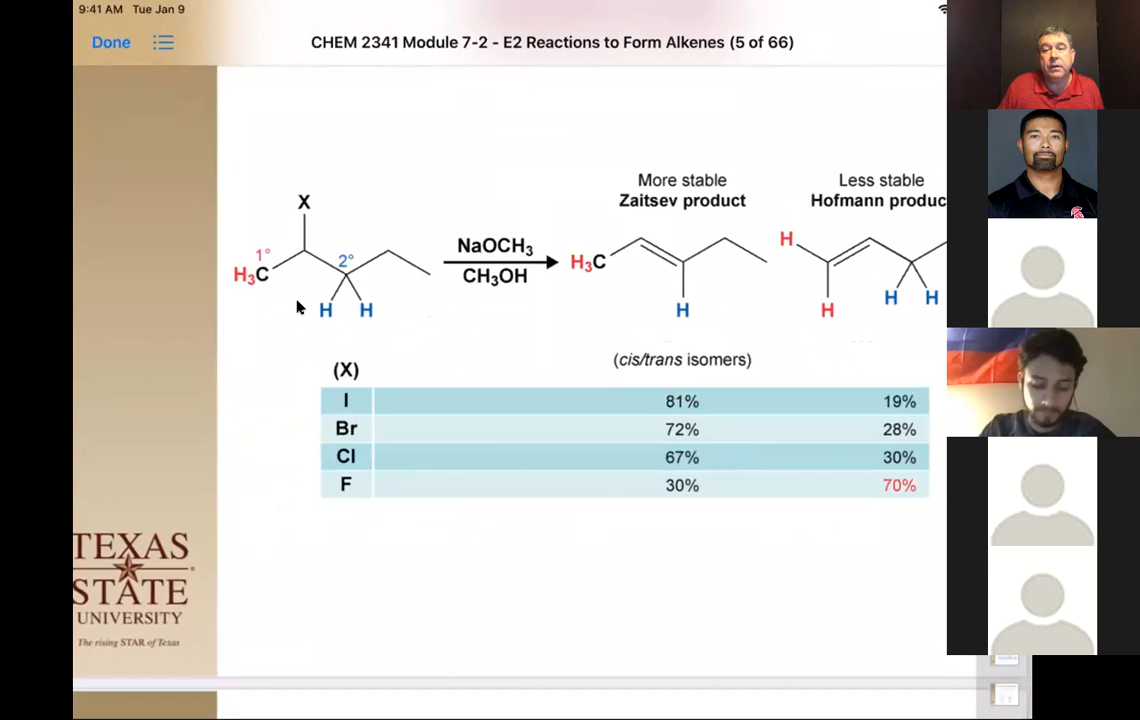 9:41 AM Tue Jan 9
Done
CHEM 2341 Module 7-2 - E2 Reactions to Form Alkenes (5 of 66)
More stable
Zaitsev product
Less stable
Hofmann produc
X
1°
H₃C
2°
H H
NaOCH₃
CH₃OH
H₃C
H
H
H
H H
(cis/trans isomers)
(X)
I 81% 19%
Br 72% 28%
Cl 67% 30%
F 30% 70%
TEXAS
STATE
UNIVERSITY
The rising STAR of Texas